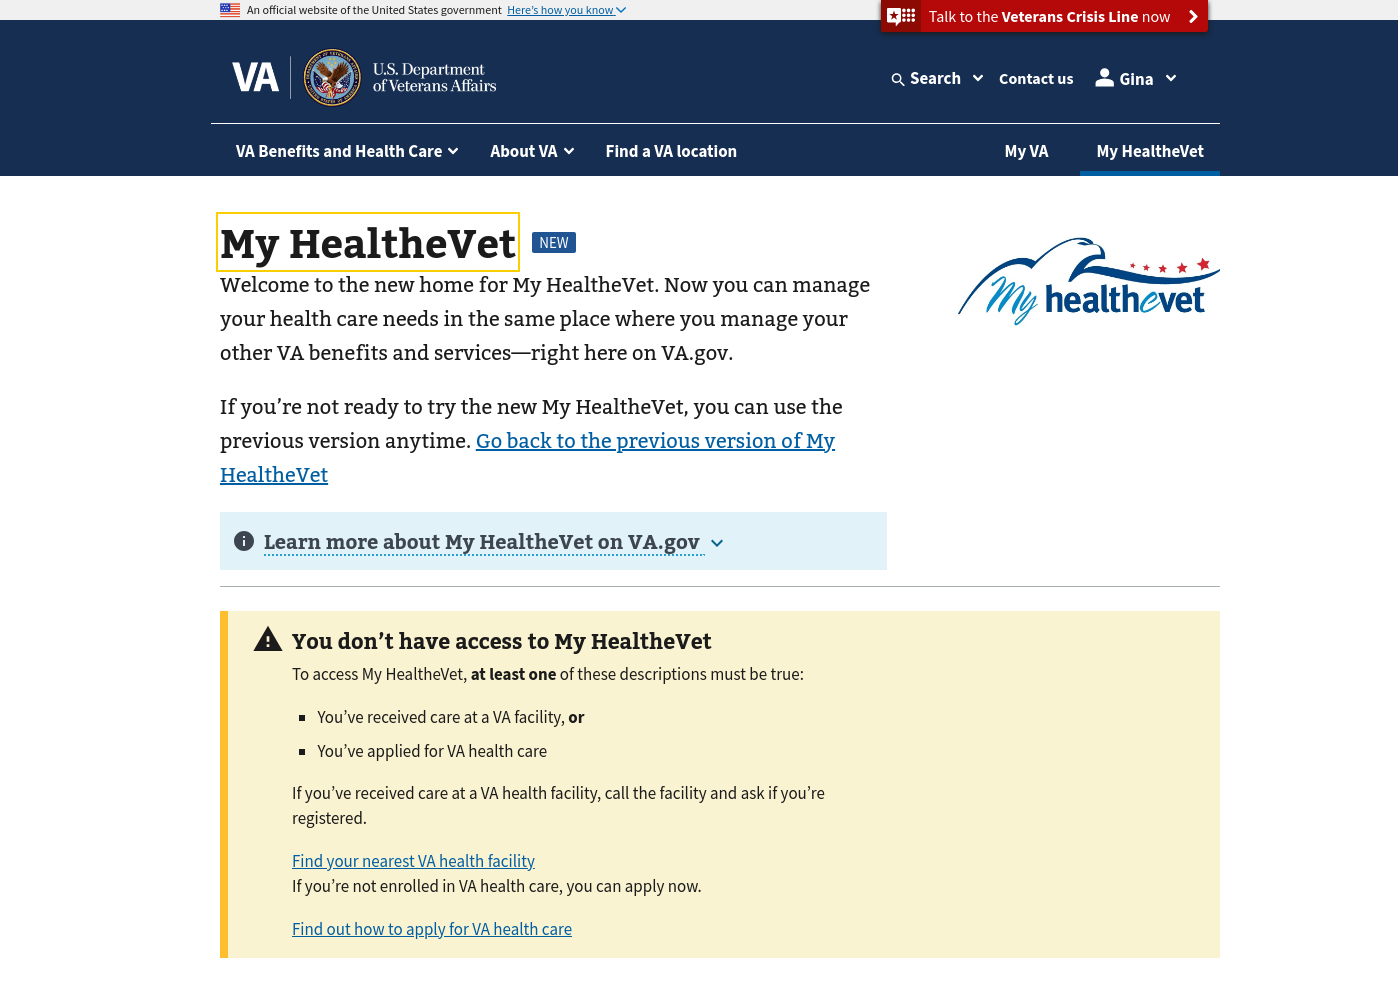 An official website of the United States government Here's how you know
Talk to the Veterans Crisis Line now
VA
U.S. Department
of Veterans Affairs
Search
Contact us
Gina
VA Benefits and Health Care
About VA
Find a VA location
My VA
My HealtheVet
My HealtheVet
NEW
My healthevet
Welcome to the new home for My HealtheVet. Now you can manage
your health care needs in the same place where you manage your
other VA benefits and services—right here on VA.gov.
If you’re not ready to try the new My HealtheVet, you can use the
previous version anytime. Go back to the previous version of My
HealtheVet
Learn more about My HealtheVet on VA.gov
You don’t have access to My HealtheVet
To access My HealtheVet, at least one of these descriptions must be true:
You’ve received care at a VA facility, or
You’ve applied for VA health care
If you’ve received care at a VA health facility, call the facility and ask if you’re
registered.
Find your nearest VA health facility
If you’re not enrolled in VA health care, you can apply now.
Find out how to apply for VA health care